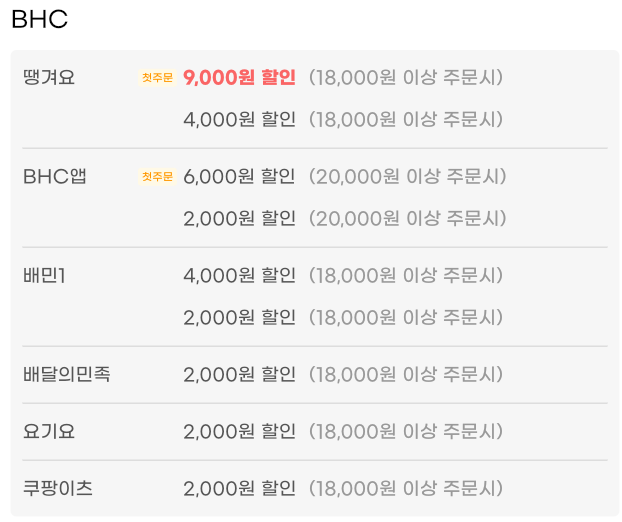 BHC
땡겨요 첫주문 9,000원 할인 (18,000원 이상 주문시)
4,000원 할인 (18,000원 이상 주문시)
BHC앱 첫주문 6,000원 할인 (20,000원 이상 주문시)
2,000원 할인 (20,000원 이상 주문시)
배민1 4,000원 할인 (18,000원 이상 주문시)
2,000원 할인 (18,000원 이상 주문시)
배달의민족 2,000원 할인 (18,000원 이상 주문시)
요기요 2,000원 할인 (18,000원 이상 주문시)
쿠팡이츠 2,000원 할인 (18,000원 이상 주문시)